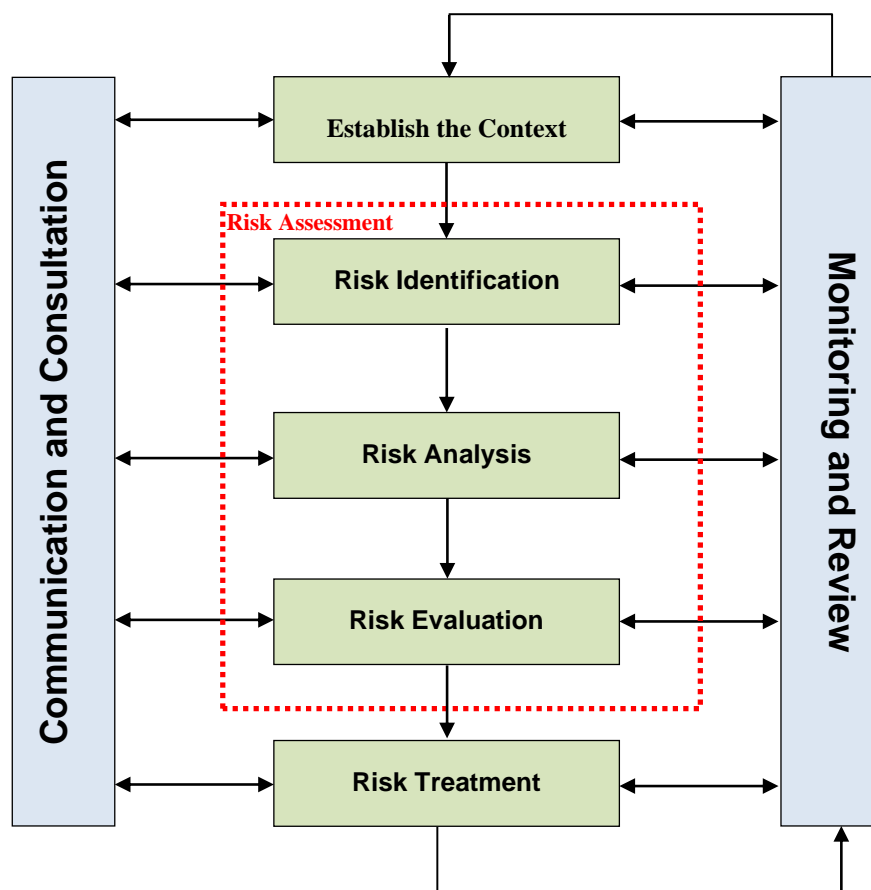 Communication and Consultation
Establish the Context
Risk Assessment
Risk Identification
Risk Analysis
Risk Evaluation
Risk Treatment
Monitoring and Review